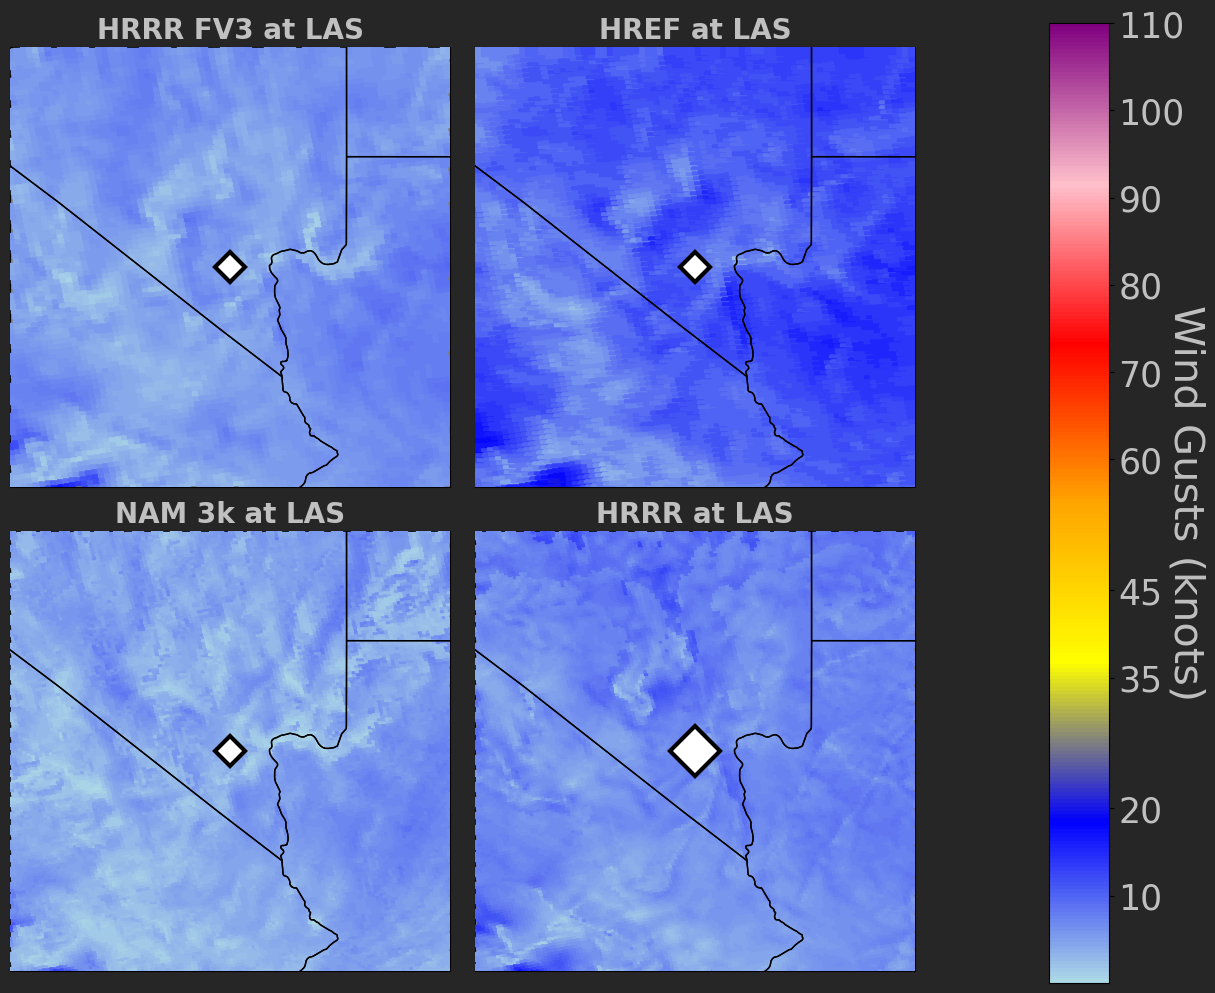 HRRR FV3 at LAS
HREF at LAS
NAM 3k at LAS
HRRR at LAS
110
100
90
80
70
60
45
35
20
10
Wind Gusts (knots)